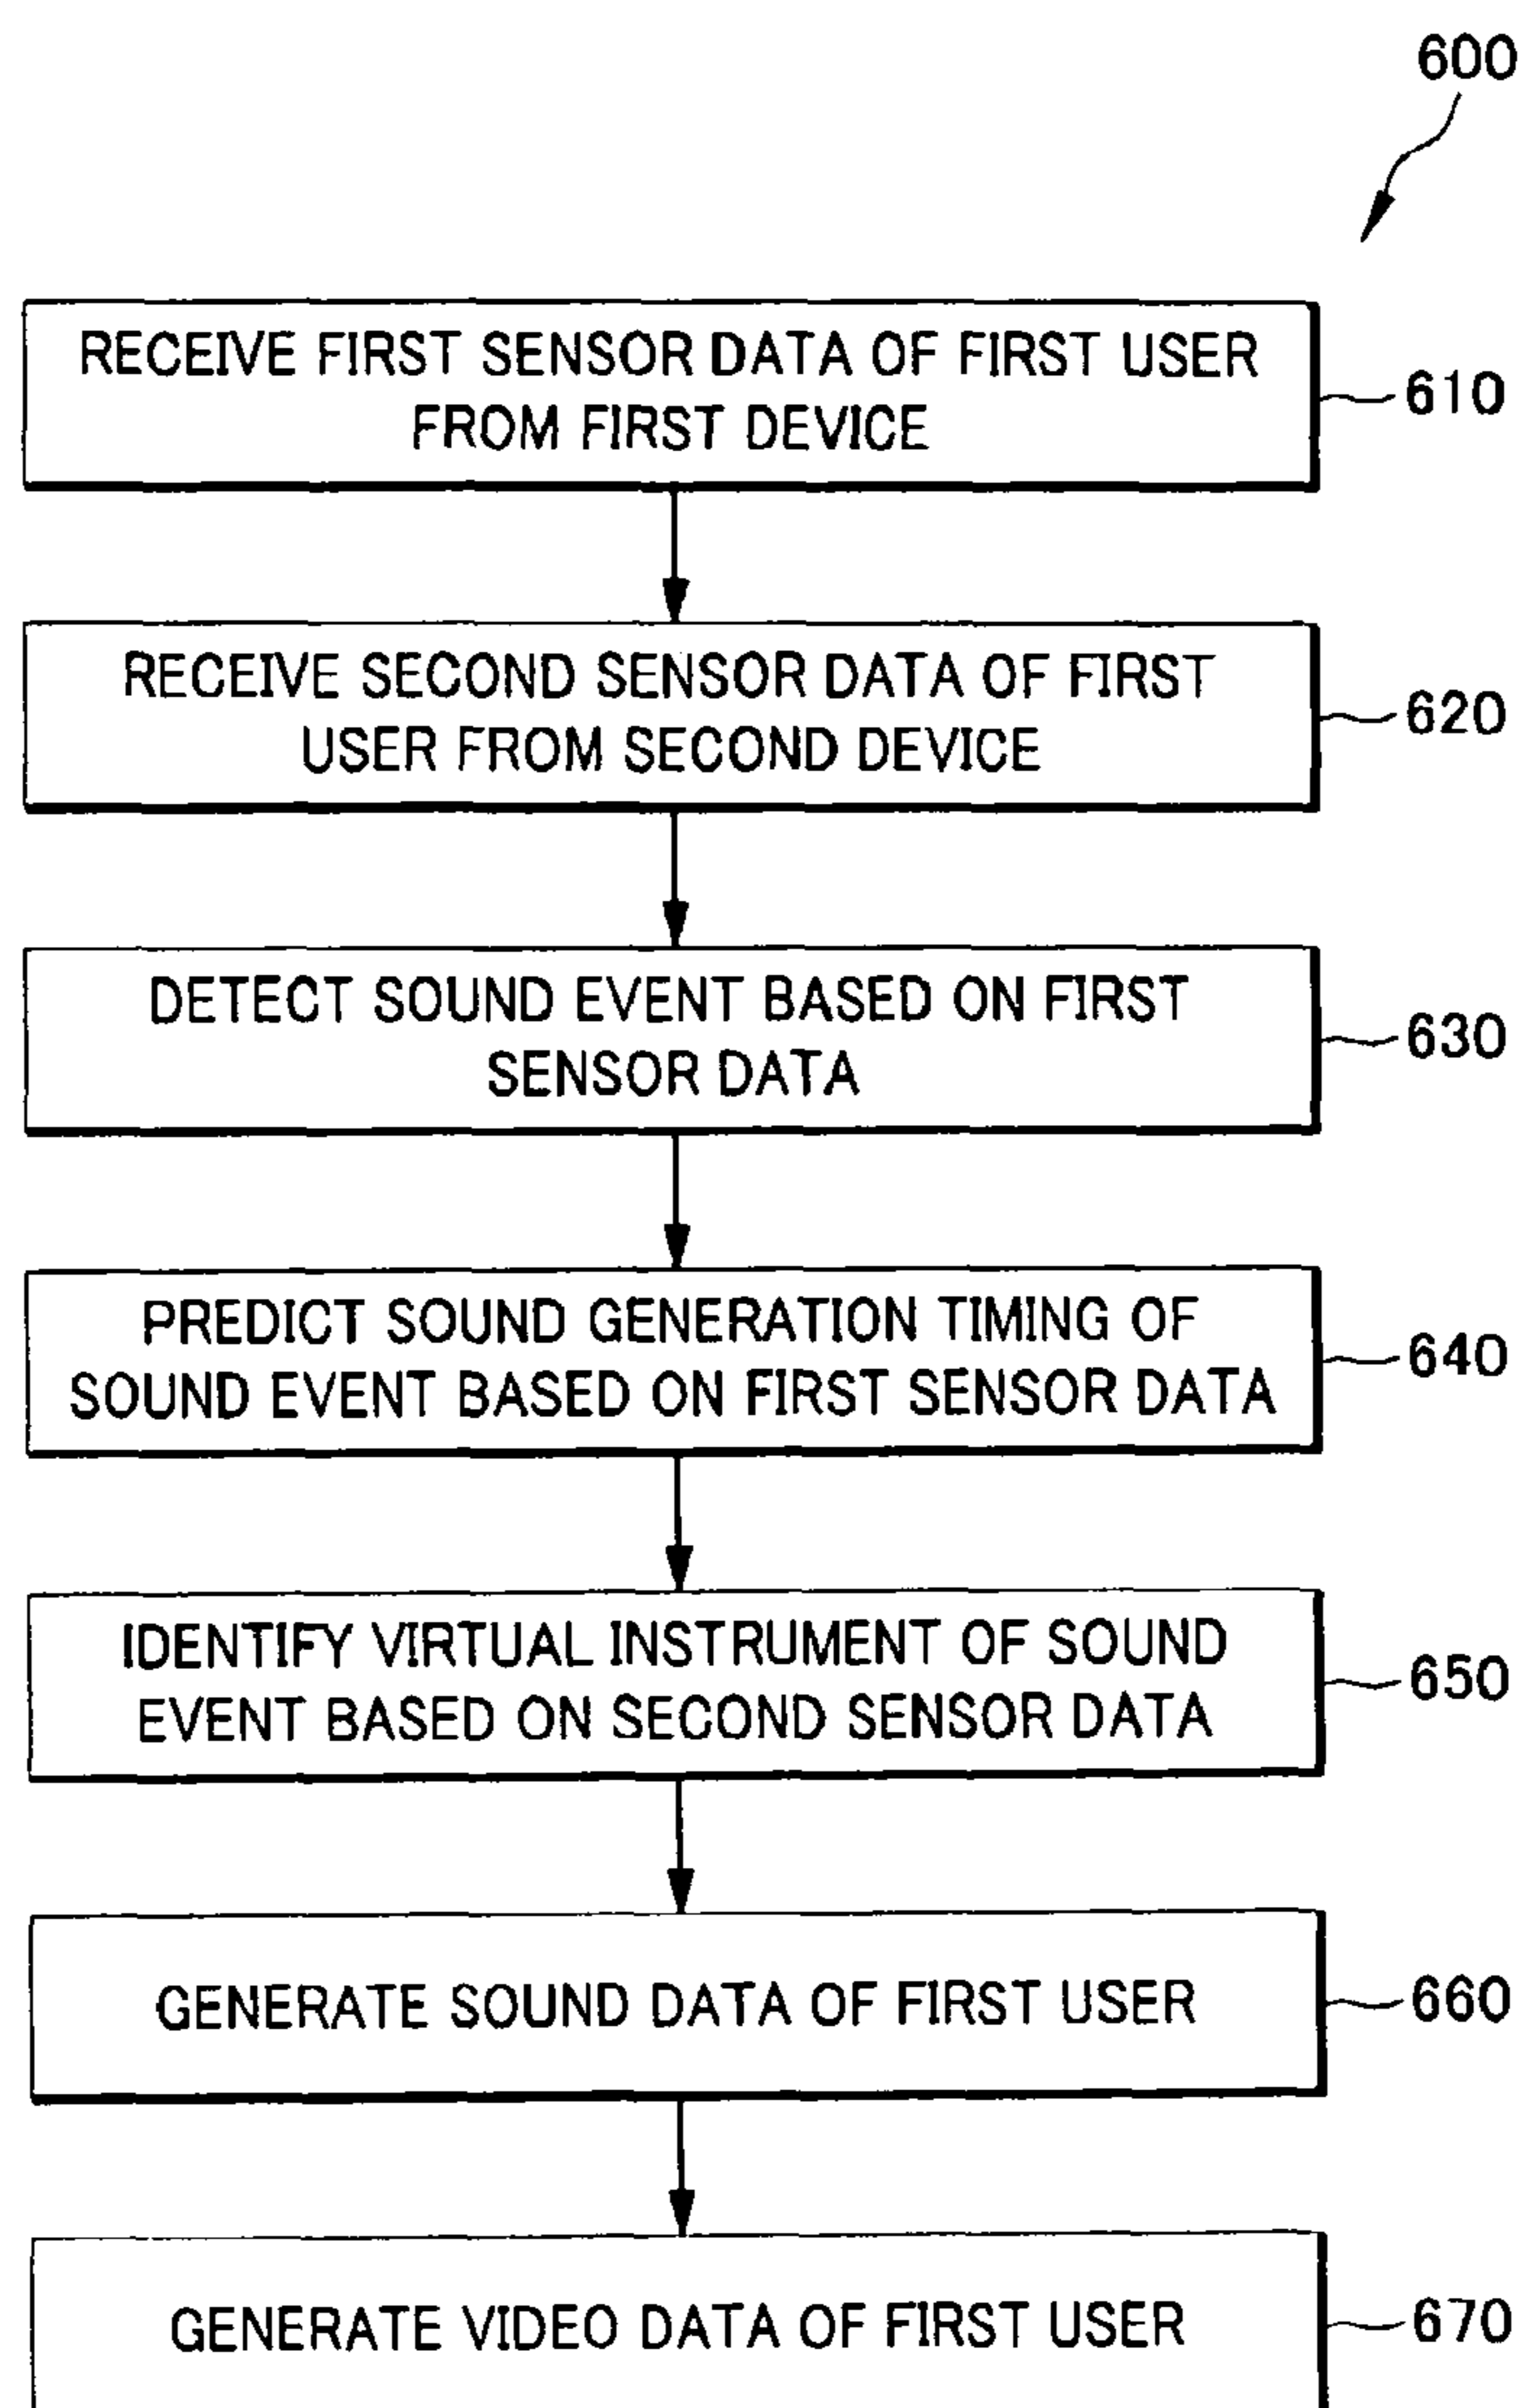 600
RECEIVE FIRST SENSOR DATA OF FIRST USER
FROM FIRST DEVICE
610
RECEIVE SECOND SENSOR DATA OF FIRST
USER FROM SECOND DEVICE
620
DETECT SOUND EVENT BASED ON FIRST
SENSOR DATA
630
PREDICT SOUND GENERATION TIMING OF
SOUND EVENT BASED ON FIRST SENSOR DATA
640
IDENTIFY VIRTUAL INSTRUMENT OF SOUND
EVENT BASED ON SECOND SENSOR DATA
650
GENERATE SOUND DATA OF FIRST USER
660
GENERATE VIDEO DATA OF FIRST USER
670